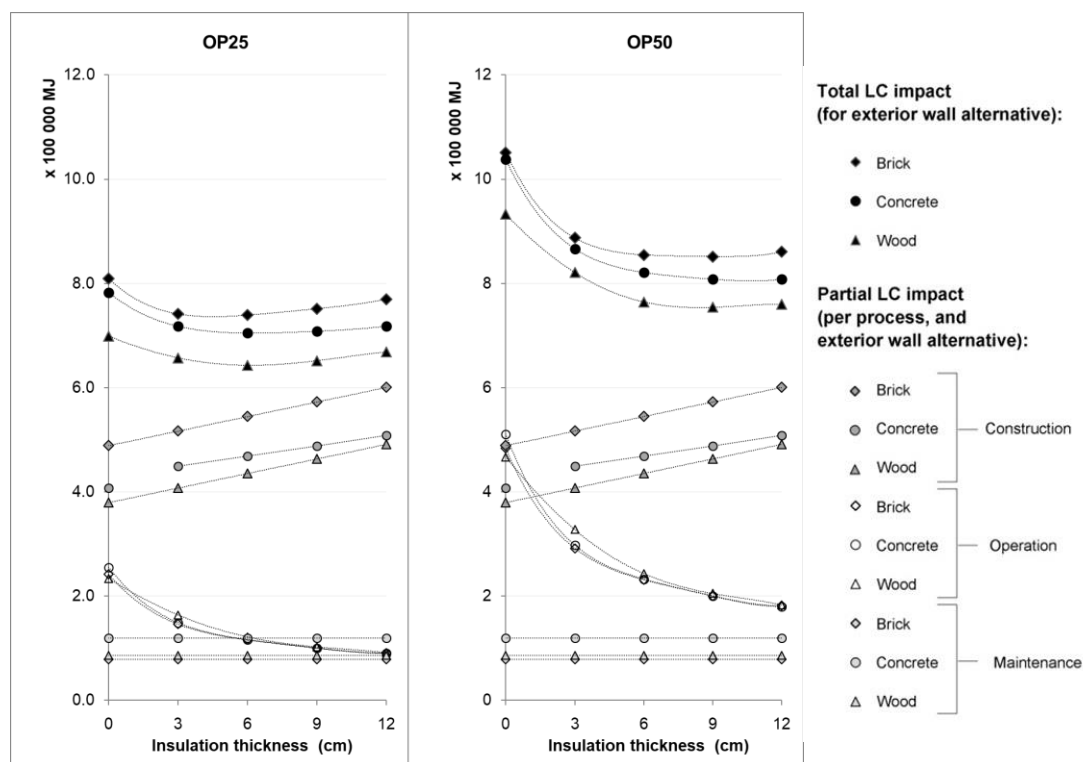 OP25
x 100 000 MJ
12.0
10.0
8.0
6.0
4.0
2.0
0.0
0 3 6 9 12
Insulation thickness (cm)
OP50
x 100 000 MJ
12
10
8
6
4
2
0
0 3 6 9 12
Insulation thickness (cm)
Total LC impact
(for exterior wall alternative):
Brick
Concrete
Wood
Partial LC impact
(per process, and
exterior wall alternative):
Brick
Concrete
Wood
Construction
Brick
Concrete
Wood
Operation
Brick
Concrete
Wood
Maintenance